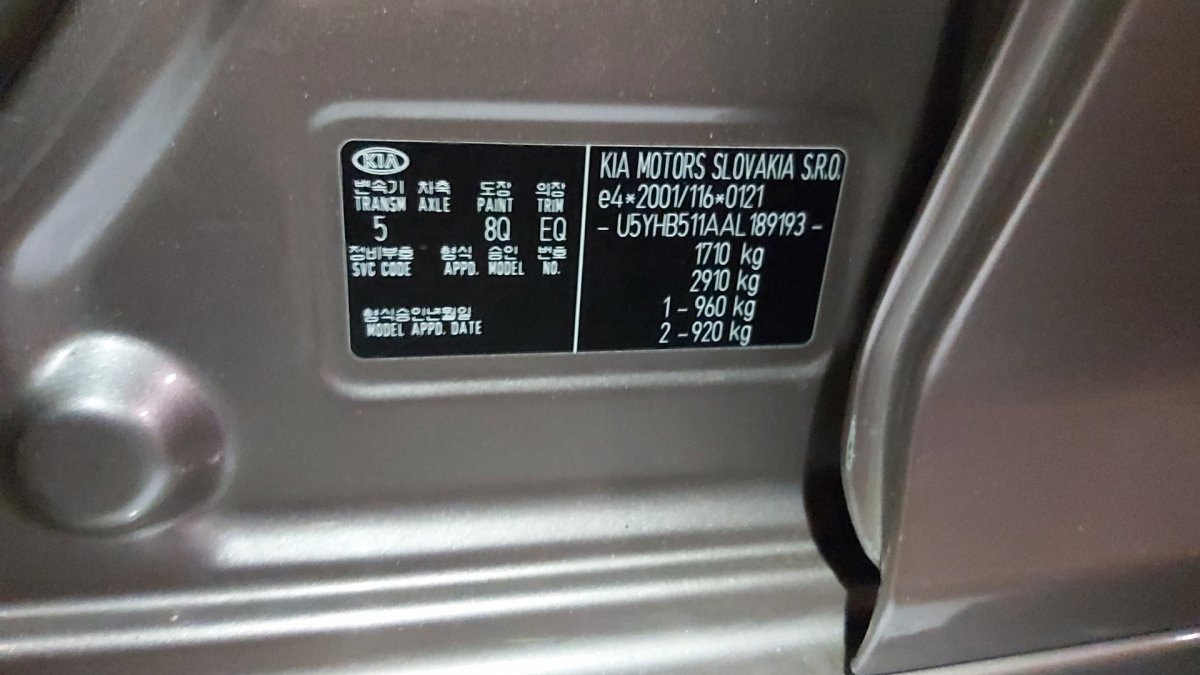 KIA
변속기 차축 도장 의장
TRANSM AXLE PAINT TRIM
5 8Q EQ
정비부호 형식 승인 번호
SVC CODE APPD. MODEL NO.
형식승인년월일
MODEL APPD. DATE
KIA MOTORS SLOVAKIA S.R.O.
e4*2001/116*0121
- U5YHB511AAL189193 -
1710 kg
2910 kg
1 - 960 kg
2 - 920 kg